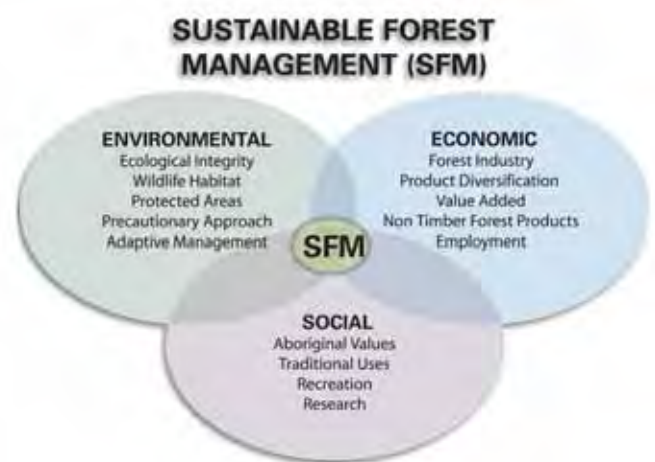 SUSTAINABLE FOREST
MANAGEMENT (SFM)
ENVIRONMENTAL
Ecological Integrity
Wildlife Habitat
Protected Areas
Precautionary Approach
Adaptive Management
ECONOMIC
Forest Industry
Product Diversification
Value Added
Non Timber Forest Products
Employment
SFM
SOCIAL
Aboriginal Values
Traditional Uses
Recreation
Research